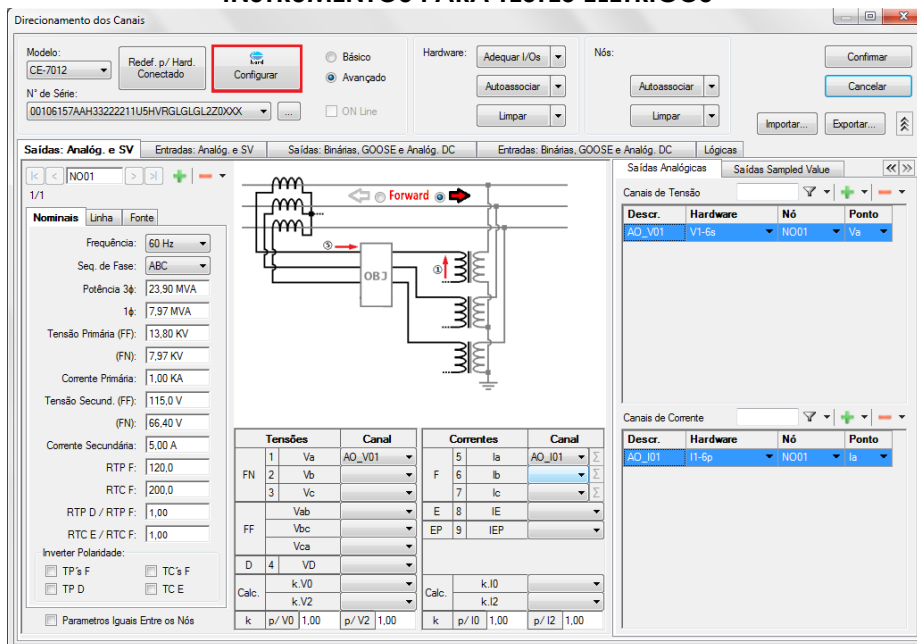 INSTRUMENTOS PARA TESTES ELÉTRICOS
Direcionamento dos Canais
Modelo:
CE-7012
Redef. p/ Hard. Conectado
Configurar
Básico
Avançado
ON Line
N° de Série:
00106157AAH33222211U5HVRGLGLGL2Z0XXX
...
Hardware:
Adequar I/Os
Autoassociar
Limpar
Nós:
Autoassociar
Limpar
Confirmar
Cancelar
Importar...
Exportar...
Saídas: Analóg. e SV
Entradas: Analóg. e SV
Saídas: Binárias, GOOSE e Analóg. DC
Entradas: Binárias, GOOSE e Analóg. DC
Lógicas
NO01
1/1
Nominais
Linha
Fonte
Frequência: 60 Hz
Seq. de Fase: ABC
Potência 3ϕ: 23,90 MVA
1ϕ: 7,97 MVA
Tensão Primária (FF): 13,80 KV
(FN): 7,97 KV
Corrente Primária: 1,00 KA
Tensão Secund. (FF): 115,0 V
(FN): 66,40 V
Corrente Secundária: 5,00 A
RTP F: 120,0
RTC F: 200,0
RTP D / RTP F: 1,00
RTC E / RTC F: 1,00
Inverter Polaridade:
TP's F
TC's F
TP D
TC E
Parametros Iguais Entre os Nós
Forward
⑤
OBJ
①
Tensões Canal
FN
1 Va AO_V01
2 Vb
3 Vc
FF
Vab
Vbc
Vca
D 4 VD
Calc.
k.V0
k.V2
k p/ V0 1,00 p/ V2 1,00
Correntes Canal
F
5 Ia AO_I01 Σ
6 Ib Σ
7 Ic Σ
E 8 IE
EP 9 IEP
Calc.
k.I0
k.I2
k p/ I0 1,00 p/ I2 1,00
Saídas Analógicas
Saídas Sampled Value
Canais de Tensão
Descr. Hardware Nó Ponto
AO_V01 V1-6s NO01 Va
Canais de Corrente
Descr. Hardware Nó Ponto
AO_I01 I1-6p NO01 Ia